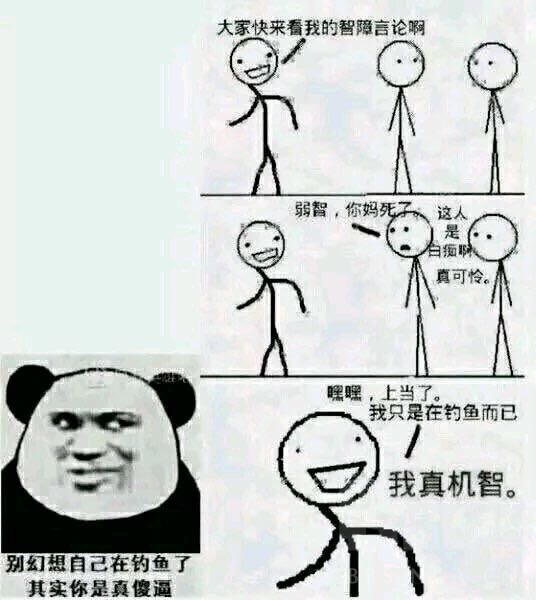 大家快来看我的智障言论啊
弱智，你妈死了。
这人
是
白痴啊
真可怜。
嘿嘿，上当了。
我只是在钓鱼而已
我真机智。
别幻想自己在钓鱼了
其实你是真傻逼